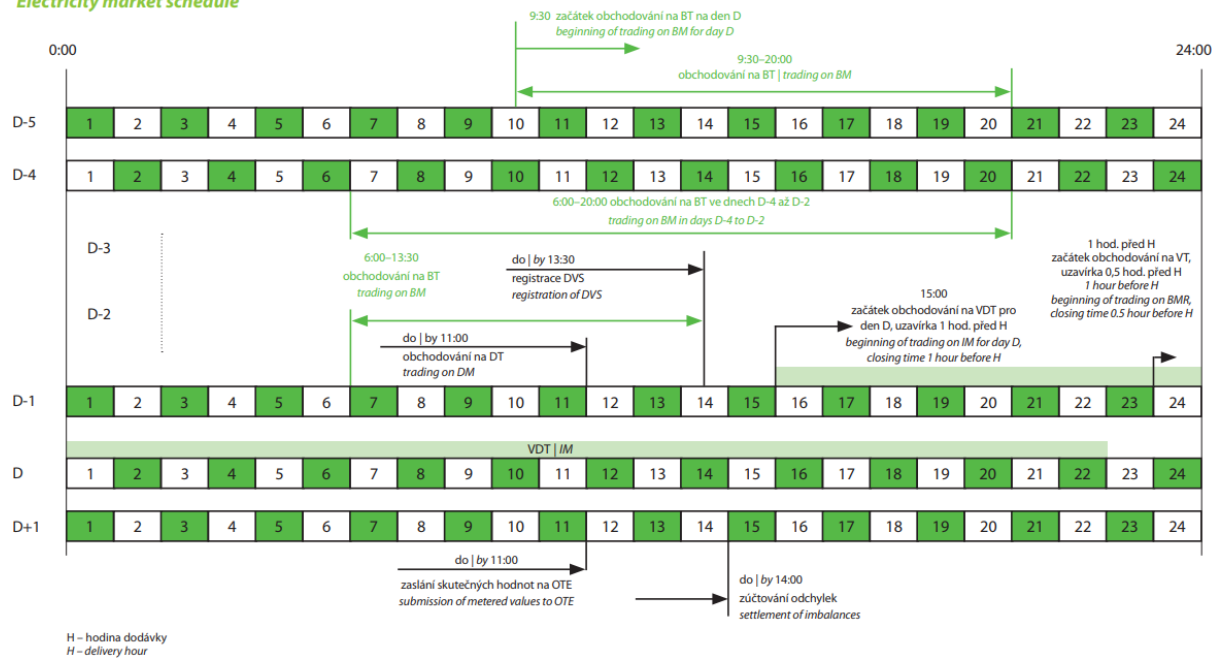 Electricity market schedule
9:30 začátek obchodování na BT na den D
beginning of trading on BM for day D
0:00
24:00
9:30–20:00
obchodování na BT | trading on BM
D-5
1 2 3 4 5 6 7 8 9 10 11 12 13 14 15 16 17 18 19 20 21 22 23 24
D-4
1 2 3 4 5 6 7 8 9 10 11 12 13 14 15 16 17 18 19 20 21 22 23 24
6:00–20:00 obchodování na BT ve dnech D-4 až D-2
trading on BM in days D-4 to D-2
D-3
D-2
6:00–13:30
obchodování na BT
trading on BM
do | by 13:30
registrace DVS
registration of DVS
do | by 11:00
obchodování na DT
trading on DM
15:00
začátek obchodování na VDT pro
den D, uzavírka 1 hod. před H
beginning of trading on IM for day D,
closing time 1 hour before H
1 hod. před H
začátek obchodování na VT,
uzavírka 0,5 hod. před H
1 hour before H
beginning of trading on BMR,
closing time 0.5 hour before H
D-1
1 2 3 4 5 6 7 8 9 10 11 12 13 14 15 16 17 18 19 20 21 22 23 24
VDT | IM
D
1 2 3 4 5 6 7 8 9 10 11 12 13 14 15 16 17 18 19 20 21 22 23 24
D+1
1 2 3 4 5 6 7 8 9 10 11 12 13 14 15 16 17 18 19 20 21 22 23 24
do | by 11:00
zaslání skutečných hodnot na OTE
submission of metered values to OTE
do | by 14:00
zúčtování odchylek
settlement of imbalances
H – hodina dodávky
H – delivery hour